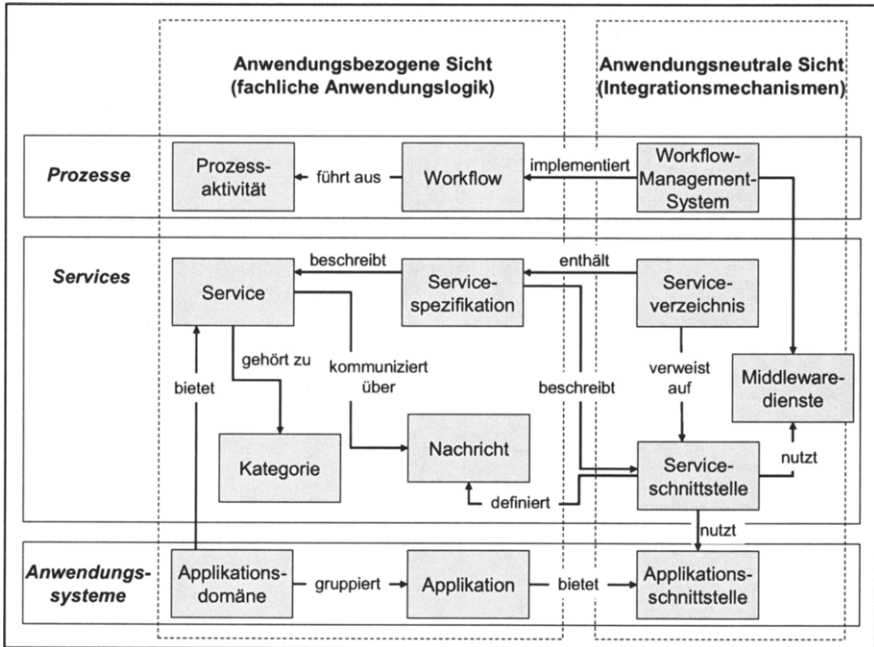 Anwendungsbezogene Sicht
(fachliche Anwendungslogik)
Anwendungsneutrale Sicht
(Integrationsmechanismen)
Prozesse
Prozess-
aktivität
führt aus
Workflow
implementiert
Workflow-
Management-
System
Services
Service
beschreibt
Service-
spezifikation
enthält
Service-
verzeichnis
bietet
gehört zu
kommuniziert
über
beschreibt
verweist
auf
Middleware-
dienste
Kategorie
Nachricht
definiert
Service-
schnittstelle
nutzt
nutzt
Anwendungs-
systeme
Applikations-
domäne
gruppiert
Applikation
bietet
Applikations-
schnittstelle